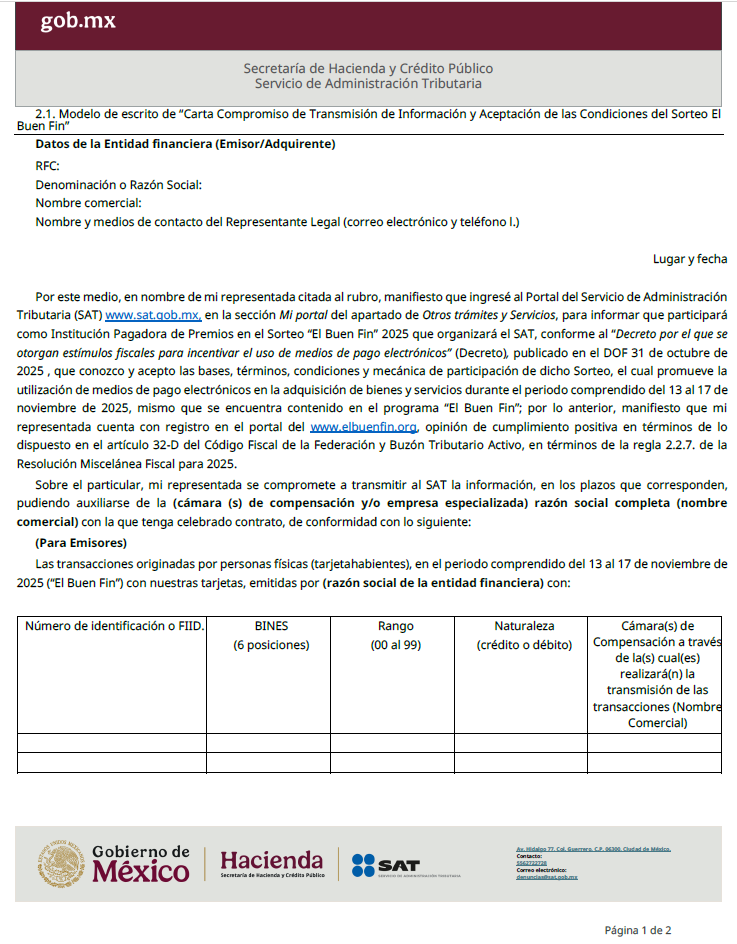 gob.mx
Secretaría de Hacienda y Crédito Público
Servicio de Administración Tributaria
2.1. Modelo de escrito de “Carta Compromiso de Transmisión de Información y Aceptación de las Condiciones del Sorteo El
Buen Fin”
Datos de la Entidad financiera (Emisor/Adquirente)
RFC:
Denominación o Razón Social:
Nombre comercial:
Nombre y medios de contacto del Representante Legal (correo electrónico y teléfono l.)
Lugar y fecha
Por este medio, en nombre de mi representada citada al rubro, manifiesto que ingresé al Portal del Servicio de Administración
Tributaria (SAT) www.sat.gob.mx, en la sección Mi portal del apartado de Otros trámites y Servicios, para informar que participará
como Institución Pagadora de Premios en el Sorteo “El Buen Fin” 2025 que organizará el SAT, conforme al “Decreto por el que se
otorgan estímulos fiscales para incentivar el uso de medios de pago electrónicos” (Decreto), publicado en el DOF 31 de octubre de
2025 , que conozco y acepto las bases, términos, condiciones y mecánica de participación de dicho Sorteo, el cual promueve la
utilización de medios de pago electrónicos en la adquisición de bienes y servicios durante el periodo comprendido del 13 al 17 de
noviembre de 2025, mismo que se encuentra contenido en el programa “El Buen Fin”; por lo anterior, manifiesto que mi
representada cuenta con registro en el portal del www.elbuenfin.org, opinión de cumplimiento positiva en términos de lo
dispuesto en el artículo 32-D del Código Fiscal de la Federación y Buzón Tributario Activo, en términos de la regla 2.2.7. de la
Resolución Miscelánea Fiscal para 2025.
Sobre el particular, mi representada se compromete a transmitir al SAT la información, en los plazos que corresponden,
pudiendo auxiliarse de la (cámara (s) de compensación y/o empresa especializada) razón social completa (nombre
comercial) con la que tenga celebrado contrato, de conformidad con lo siguiente:
(Para Emisores)
Las transacciones originadas por personas físicas (tarjetahabientes), en el periodo comprendido del 13 al 17 de noviembre de
2025 (“El Buen Fin”) con nuestras tarjetas, emitidas por (razón social de la entidad financiera) con:
Número de identificación o FIID.
BINES
(6 posiciones)
Rango
(00 al 99)
Naturaleza
(crédito o débito)
Cámara(s) de
Compensación a través
de la(s) cual(es)
realizará(n) la
transmisión de las
transacciones (Nombre
Comercial)
Gobierno de
México
Hacienda
Secretaría de Hacienda y Crédito Público
SAT
SERVICIO DE ADMINISTRACIÓN TRIBUTARIA
Av. Hidalgo 77, Col. Guerrero, C.P. 06300, Ciudad de México.
Contacto:
5562722728
Correo electrónico:
denuncias@sat.gob.mx
Página 1 de 2